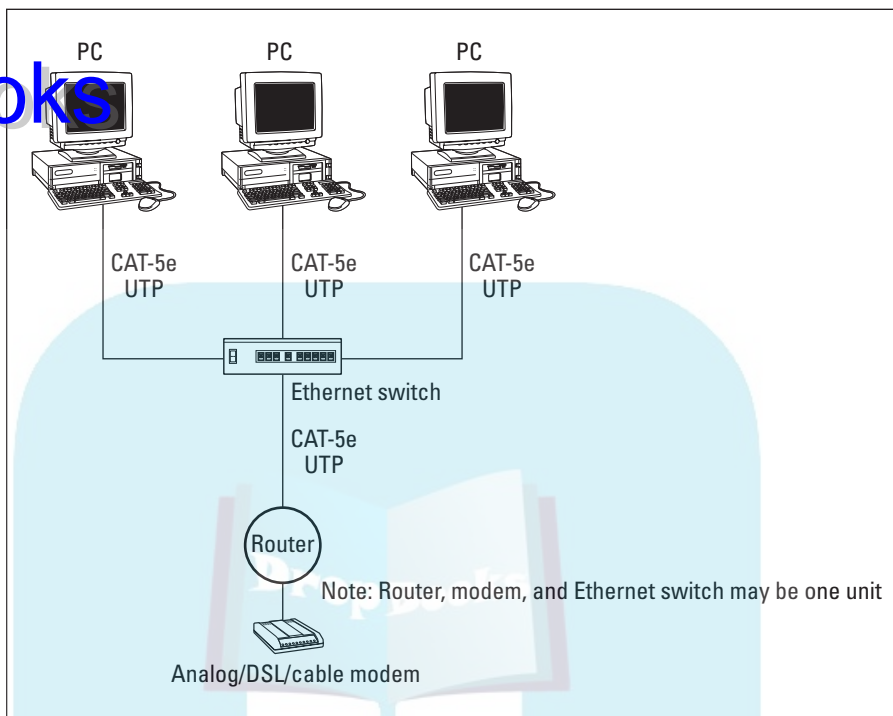 PC PC PC
oks
CAT-5e CAT-5e CAT-5e
UTP UTP UTP
Ethernet switch
CAT-5e
UTP
Router
DropBooks
Note: Router, modem, and Ethernet switch may be one unit
Analog/DSL/cable modem